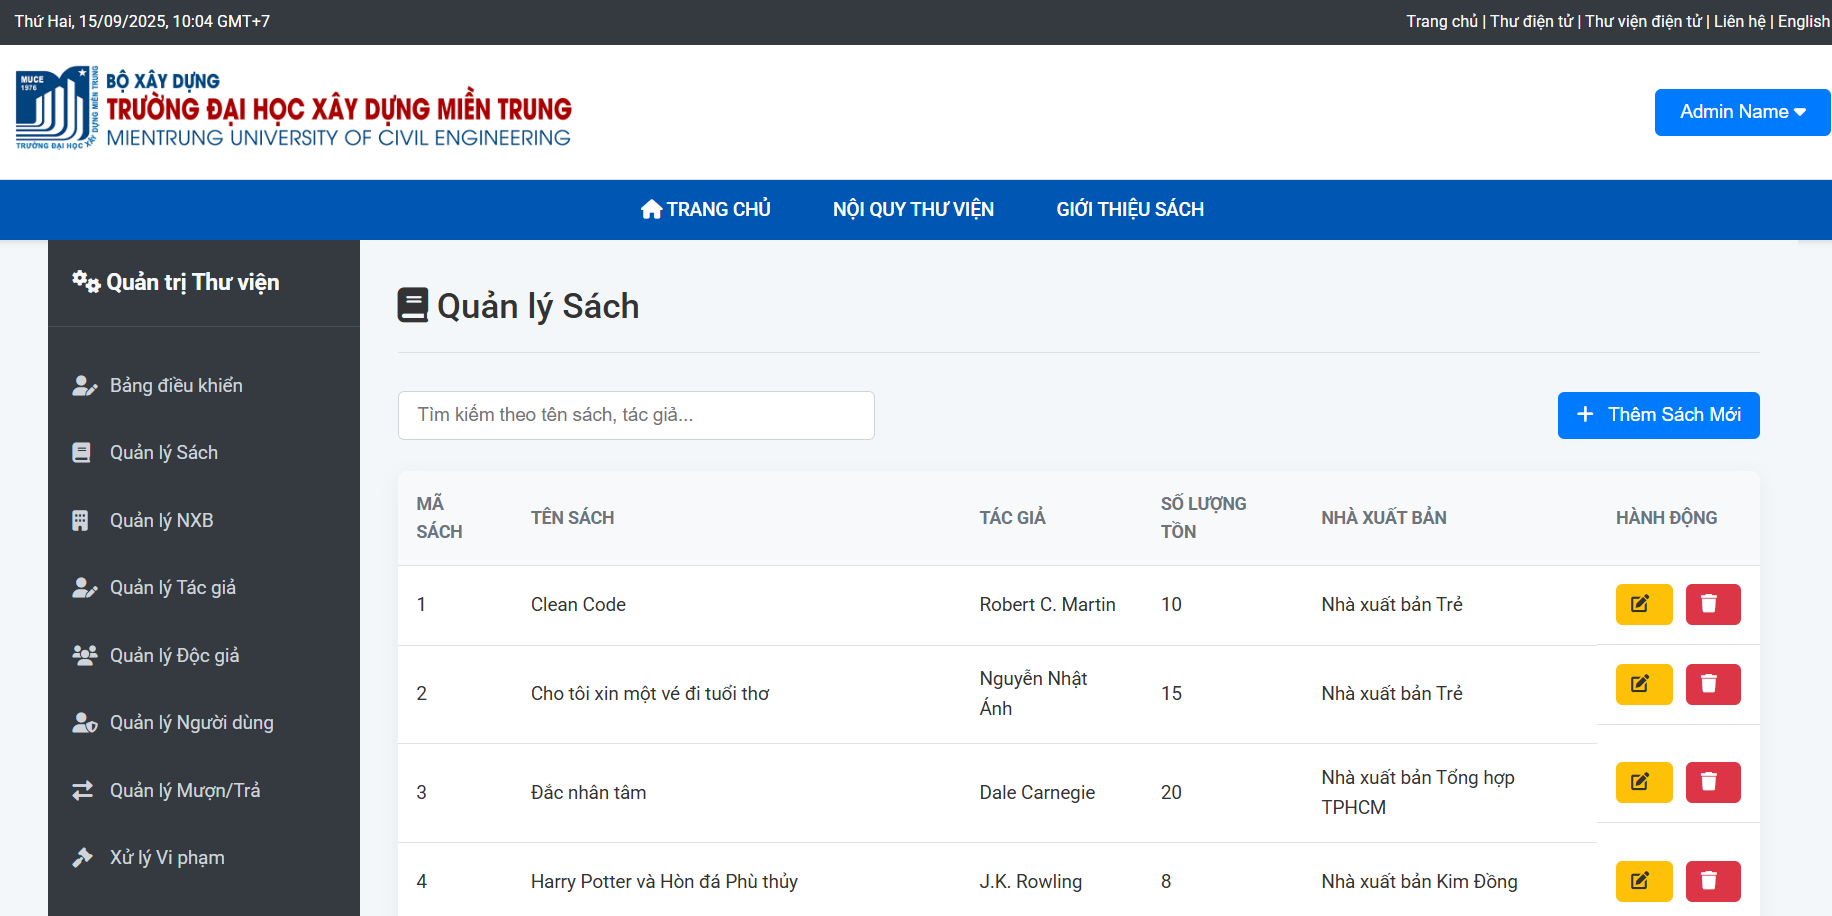 Thứ Hai, 15/09/2025, 10:04 GMT+7
Trang chủ | Thư điện tử | Thư viện điện tử | Liên hệ | English
MUCE
1976
TRƯỜNG ĐẠI HỌC XÂY DỰNG MIỀN TRUNG
BỘ XÂY DỰNG
TRƯỜNG ĐẠI HỌC XÂY DỰNG MIỀN TRUNG
MIENTRUNG UNIVERSITY OF CIVIL ENGINEERING
Admin Name
TRANG CHỦ
NỘI QUY THƯ VIỆN
GIỚI THIỆU SÁCH
Quản trị Thư viện
Bảng điều khiển
Quản lý Sách
Quản lý NXB
Quản lý Tác giả
Quản lý Độc giả
Quản lý Người dùng
Quản lý Mượn/Trả
Xử lý Vi phạm
Quản lý Sách
Tìm kiếm theo tên sách, tác giả...
Thêm Sách Mới
MÃ SÁCH
TÊN SÁCH
TÁC GIẢ
SỐ LƯỢNG TỒN
NHÀ XUẤT BẢN
HÀNH ĐỘNG
1 Clean Code Robert C. Martin 10 Nhà xuất bản Trẻ
2 Cho tôi xin một vé đi tuổi thơ Nguyễn Nhật Ánh 15 Nhà xuất bản Trẻ
3 Đắc nhân tâm Dale Carnegie 20 Nhà xuất bản Tổng hợp TPHCM
4 Harry Potter và Hòn đá Phù thủy J.K. Rowling 8 Nhà xuất bản Kim Đồng